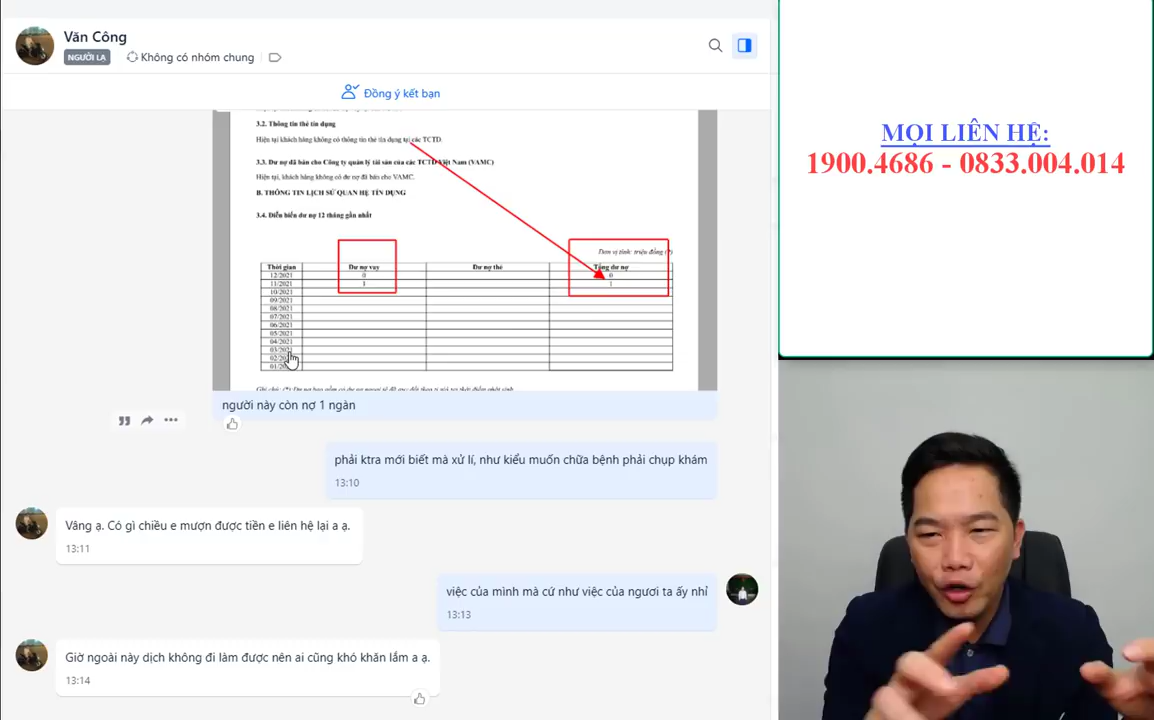 Văn Công
NGƯỜI LẠ
Không có nhóm chung
Đồng ý kết bạn
3.2. Thông tin thẻ tín dụng
Hiện tại khách hàng không có thông tin thẻ tín dụng tại các TCTD.
3.3. Dư nợ đã bán cho Công ty quản lý tài sản của các TCTD Việt Nam (VAMC)
Hiện tại, khách hàng không có dư nợ đã bán cho VAMC.
B. THÔNG TIN LỊCH SỬ QUAN HỆ TÍN DỤNG
3.4. Diễn biến dư nợ 12 tháng gần nhất
Đơn vị tính: triệu đồng (*)
Thời gian Dư nợ vay Dư nợ thẻ Tổng dư nợ
12/2021 0 0
11/2021 1 1
10/2021
09/2021
08/2021
07/2021
06/2021
05/2021
04/2021
03/2021
người này còn nợ 1 ngàn
phải ktra mới biết mà xử lí, như kiểu muốn chữa bệnh phải chụp khám
13:10
Vâng ạ. Có gì chiều e mượn được tiền e liên hệ lại a ạ.
13:11
việc của mình mà cứ như việc của ngươi ta ấy nhỉ
13:13
Giờ ngoài này dịch không đi làm được nên ai cũng khó khăn lắm a ạ.
13:14
MỌI LIÊN HỆ:
1900.4686 - 0833.004.014